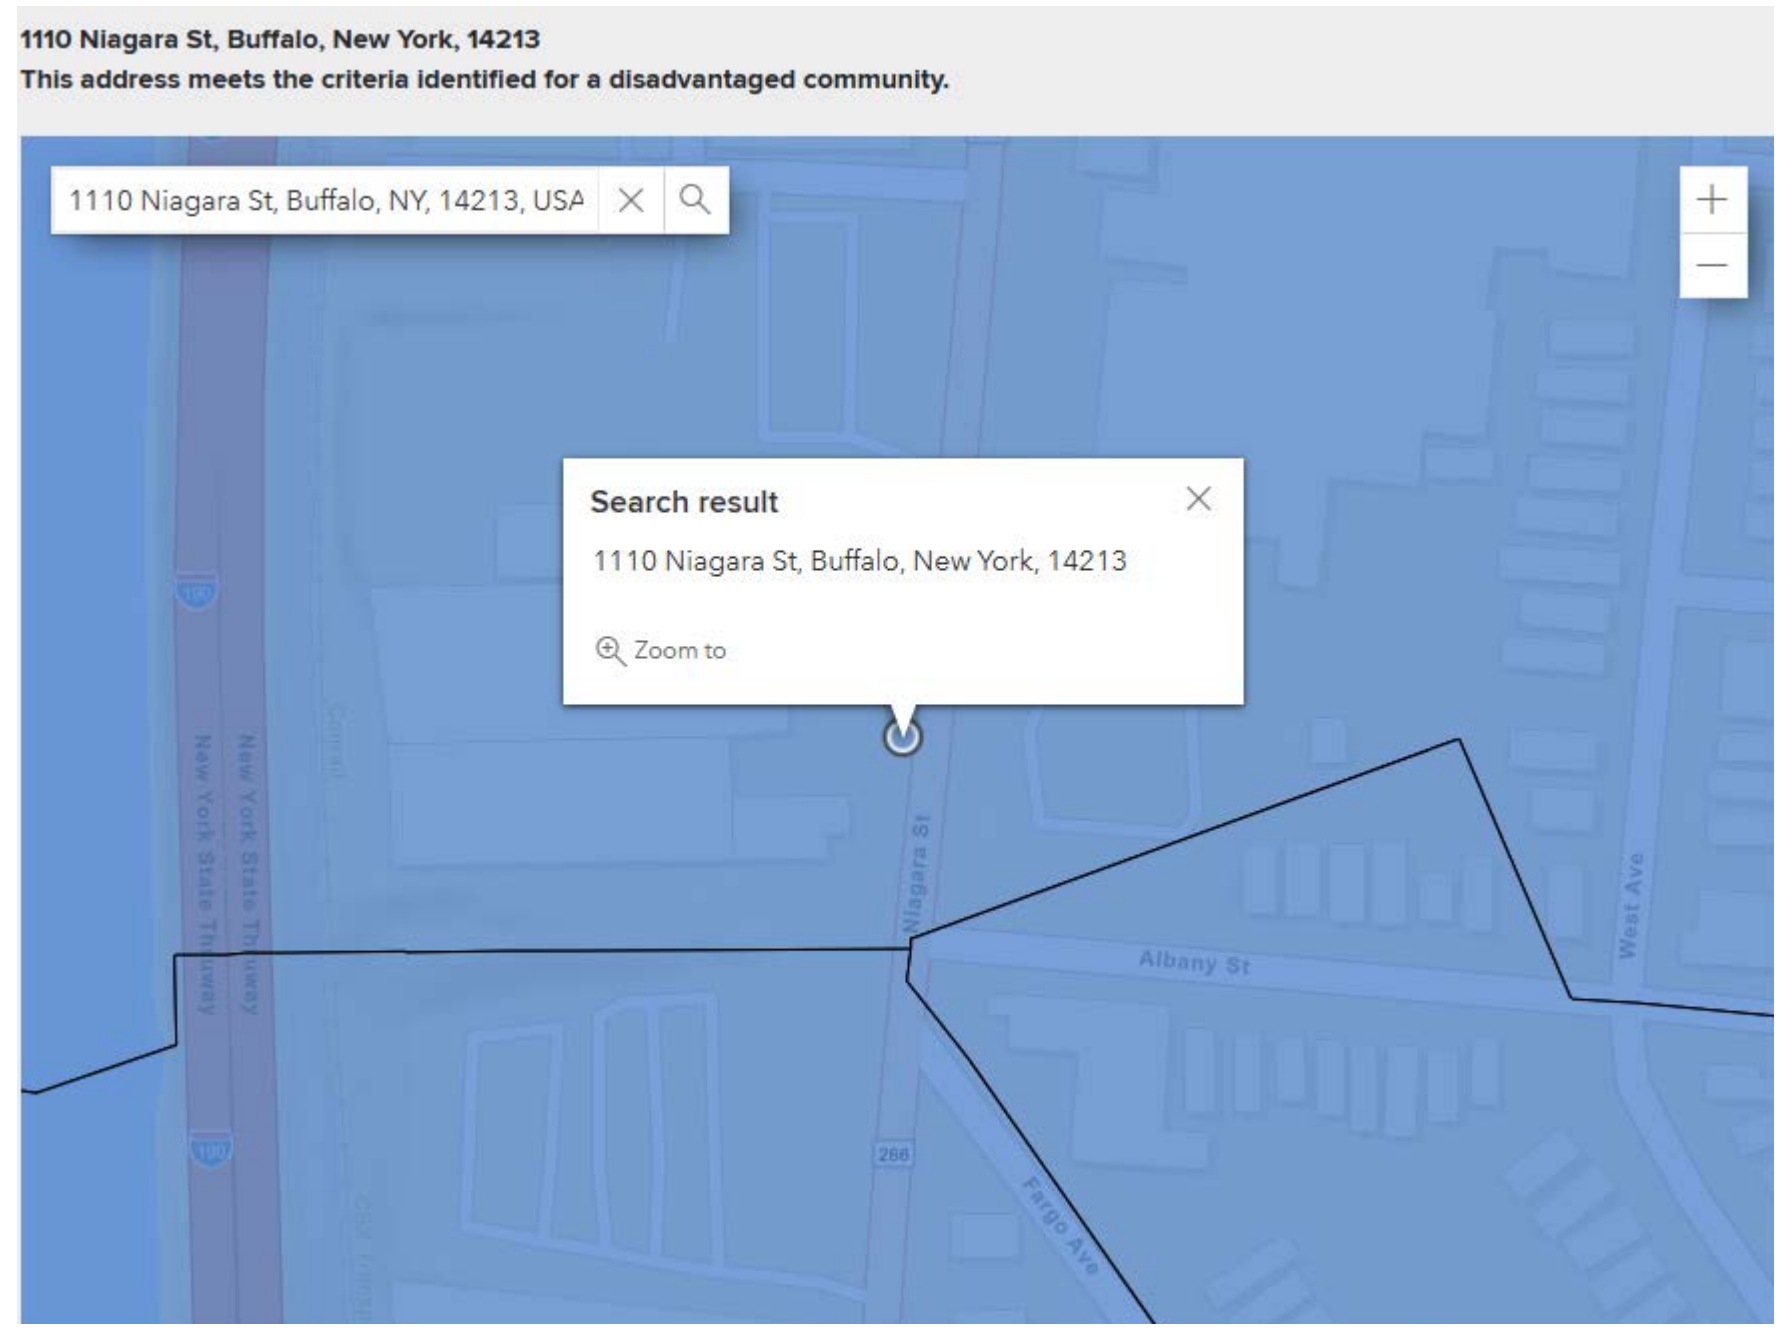 1110 Niagara St, Buffalo, New York, 14213
This address meets the criteria identified for a disadvantaged community.
1110 Niagara St, Buffalo, NY, 14213, USA
Search result
1110 Niagara St, Buffalo, New York, 14213
Zoom to
190
New York State Thruway
New York State Thruway
Conrail
Niagara St
Albany St
West Ave
190
266
Fargo Ave